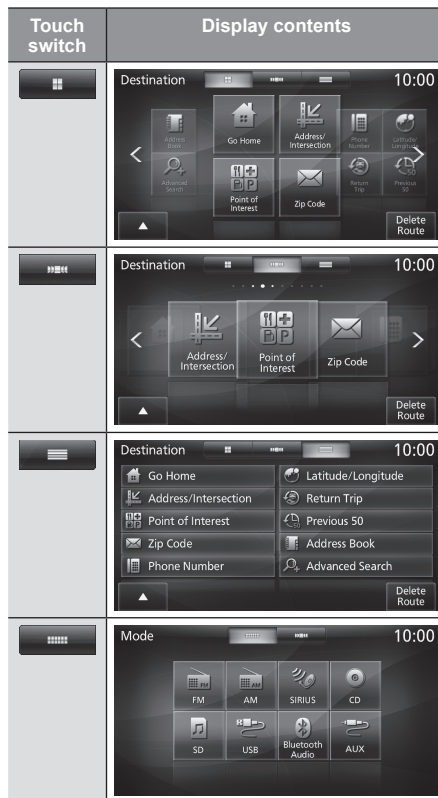 Touch switch
Display contents
Destination
10:00
Address Book
Go Home
Address/ Intersection
Phone Number
Latitude/ Longitude
Advanced Search
Point of Interest
Zip Code
Return Trip
Previous 50
Delete Route
Destination
10:00
Address/ Intersection
Point of Interest
Zip Code
Delete Route
Destination
10:00
Go Home
Latitude/Longitude
Address/Intersection
Return Trip
Point of Interest
Previous 50
Zip Code
Address Book
Phone Number
Advanced Search
Delete Route
Mode
10:00
FM
AM
SIRIUS
CD
SD
USB
Bluetooth Audio
AUX